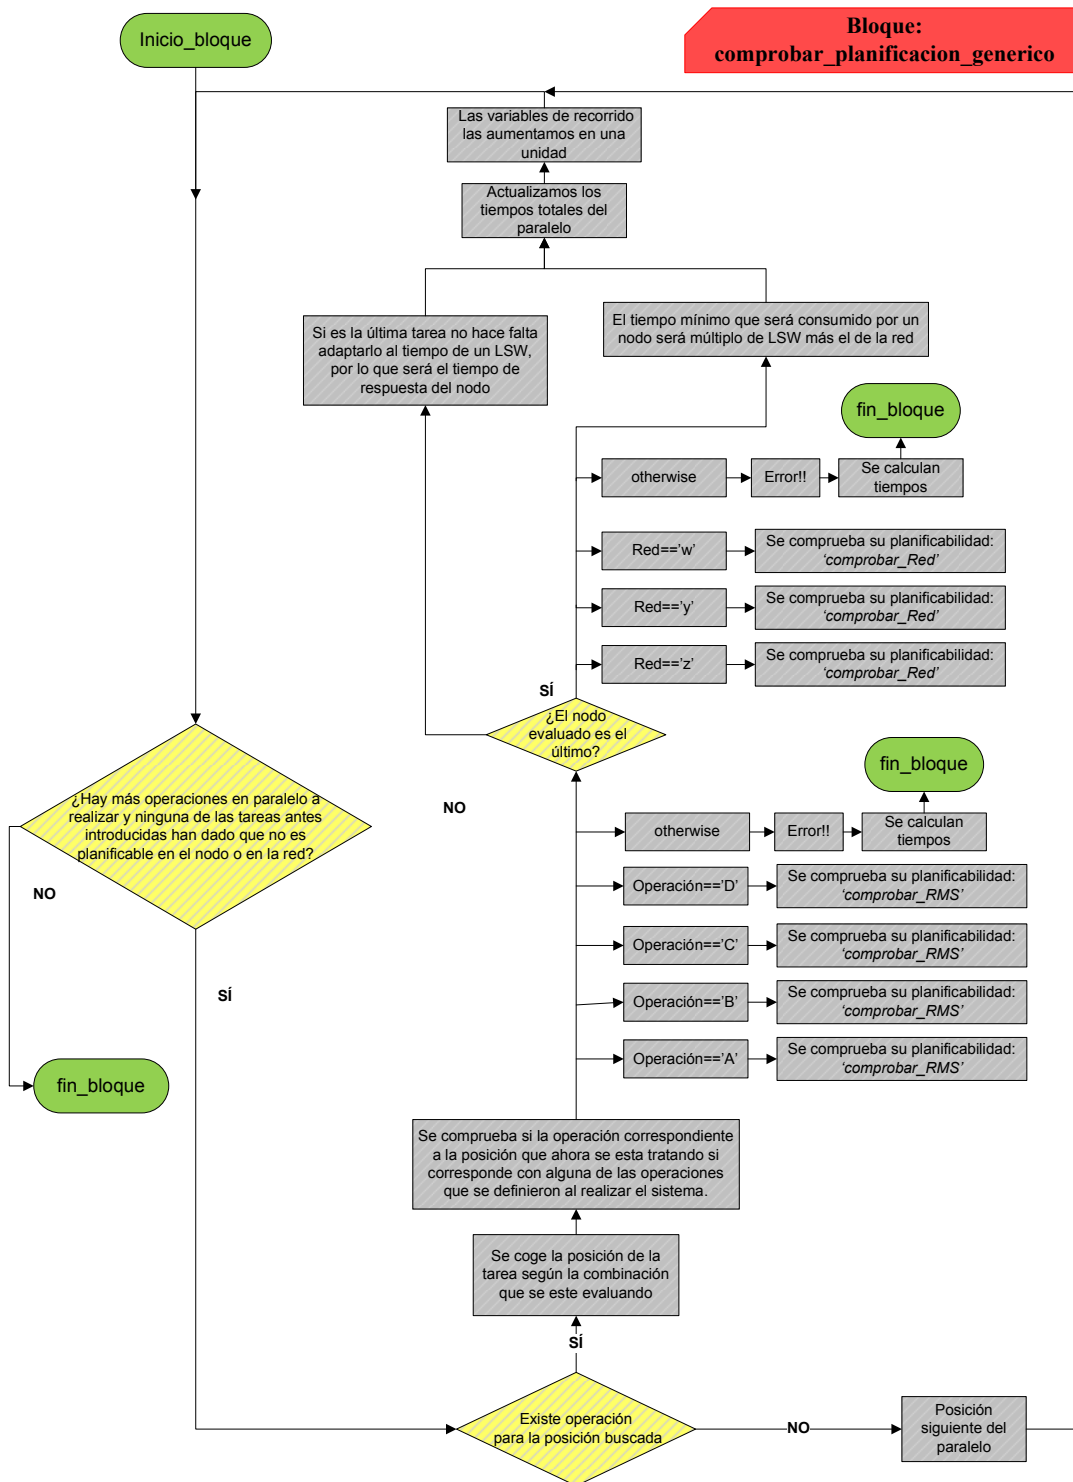 Inicio_bloque
Bloque:
comprobar_planificacion_generico
Las variables de recorrido
las aumentamos en una
unidad
Actualizamos los
tiempos totales del
paralelo
Si es la última tarea no hace falta
adaptarlo al tiempo de un LSW,
por lo que será el tiempo de
respuesta del nodo
El tiempo mínimo que será consumido por un
nodo será múltiplo de LSW más el de la red
fin_bloque
otherwise
Error!!
Se calculan
tiempos
Red=='w'
Se comprueba su planificabilidad:
‘comprobar_Red’
Red=='y'
Se comprueba su planificabilidad:
‘comprobar_Red’
Red=='z'
Se comprueba su planificabilidad:
‘comprobar_Red’
SÍ
¿El nodo
evaluado es el
último?
NO
fin_bloque
otherwise
Error!!
Se calculan
tiempos
¿Hay más operaciones en paralelo a
realizar y ninguna de las tareas antes
introducidas han dado que no es
planificable en el nodo o en la red?
NO
SÍ
fin_bloque
Operación=='D'
Se comprueba su planificabilidad:
‘comprobar_RMS’
Operación=='C'
Se comprueba su planificabilidad:
‘comprobar_RMS’
Operación=='B'
Se comprueba su planificabilidad:
‘comprobar_RMS’
Operación=='A'
Se comprueba su planificabilidad:
‘comprobar_RMS’
Se comprueba si la operación correspondiente
a la posición que ahora se esta tratando si
corresponde con alguna de las operaciones
que se definieron al realizar el sistema.
Se coge la posición de la
tarea según la combinación
que se este evaluando
SÍ
Existe operación
para la posición buscada
NO
Posición
siguiente del
paralelo